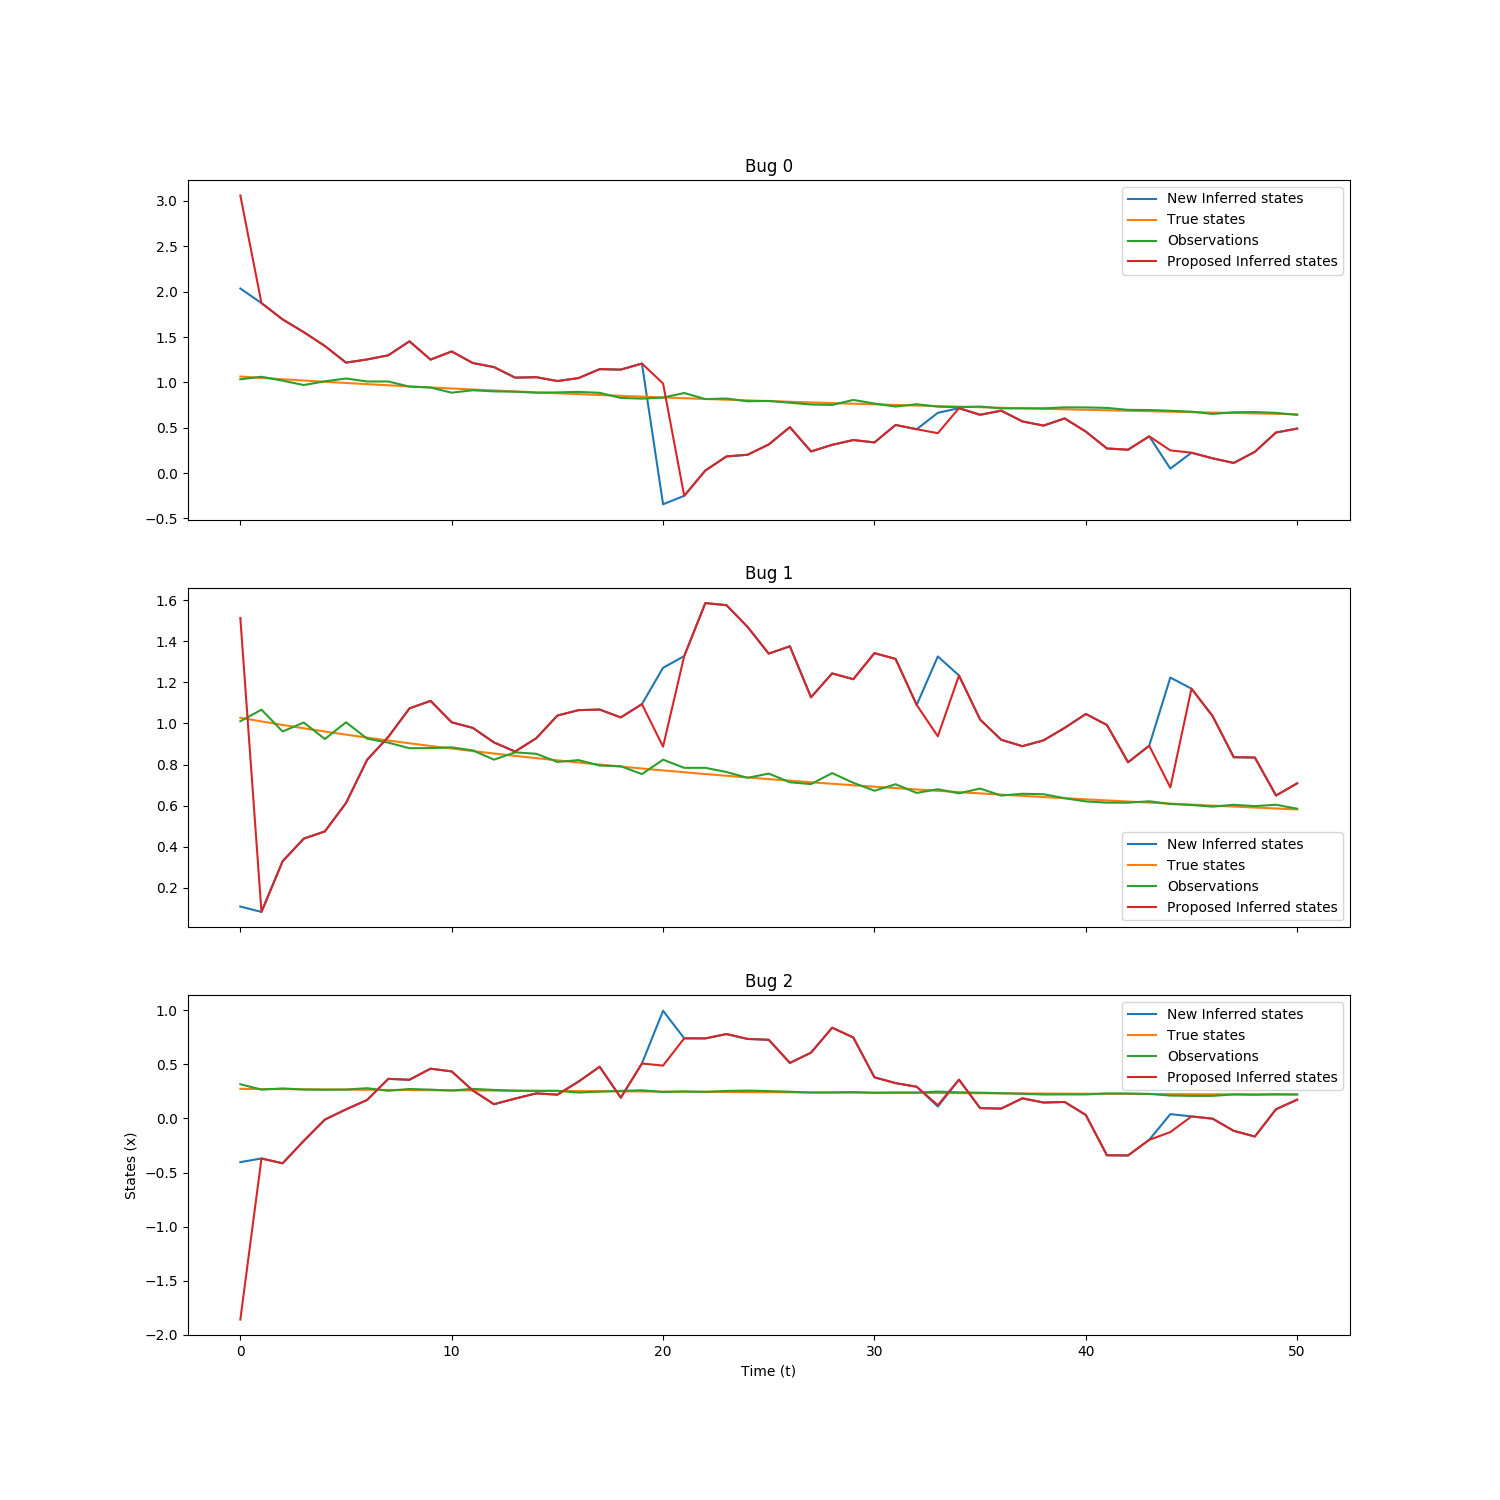 Bug 0
3.0
2.5
2.0
1.5
1.0
0.5
0.0
−0.5
New Inferred states
True states
Observations
Proposed Inferred states
Bug 1
1.6
1.4
1.2
1.0
0.8
0.6
0.4
0.2
New Inferred states
True states
Observations
Proposed Inferred states
Bug 2
1.0
0.5
0.0
−0.5
−1.0
−1.5
−2.0
States (x)
New Inferred states
True states
Observations
Proposed Inferred states
0 10 20 30 40 50
Time (t)